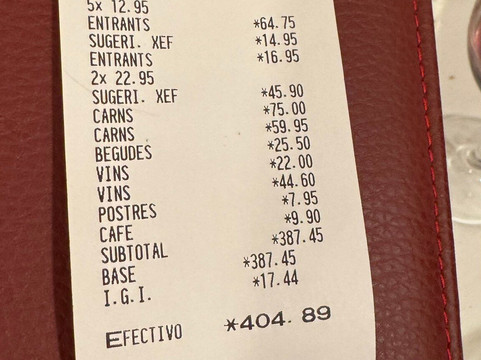 5x 12.95
ENTRANTS *64.75
SUGERI. XEF *14.95
ENTRANTS *16.95
2x 22.95
SUGERI. XEF *45.90
CARNS *75.00
CARNS *59.95
BEGUDES *25.50
VINS *22.00
VINS *44.60
POSTRES *7.95
CAFE *9.90
SUBTOTAL *387.45
BASE *387.45
I.G.I. *17.44
EFECTIVO *404.89